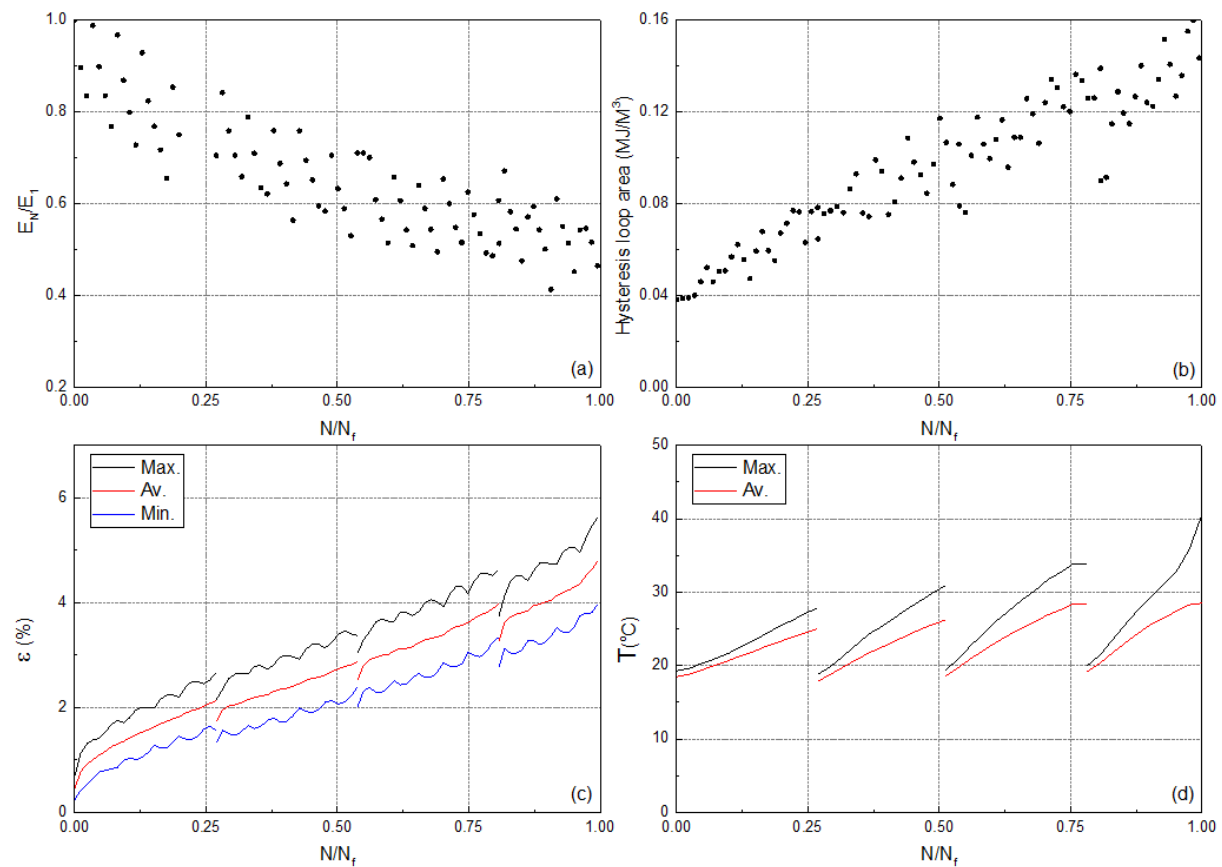 1.0
0.8
0.6
0.4
0.2
E_N/E_1
0.00
0.25
0.50
0.75
1.00
N/N_f
(a)
0.16
0.12
0.08
0.04
0.00
Hysteresis loop area (MJ/M³)
0.00
0.25
0.50
0.75
1.00
N/N_f
(b)
6
4
2
0
ε (%)
Max.
Av.
Min.
0.00
0.25
0.50
0.75
1.00
N/N_f
(c)
50
40
30
20
10
0
T(°C)
Max.
Av.
0.00
0.25
0.50
0.75
1.00
N/N_f
(d)